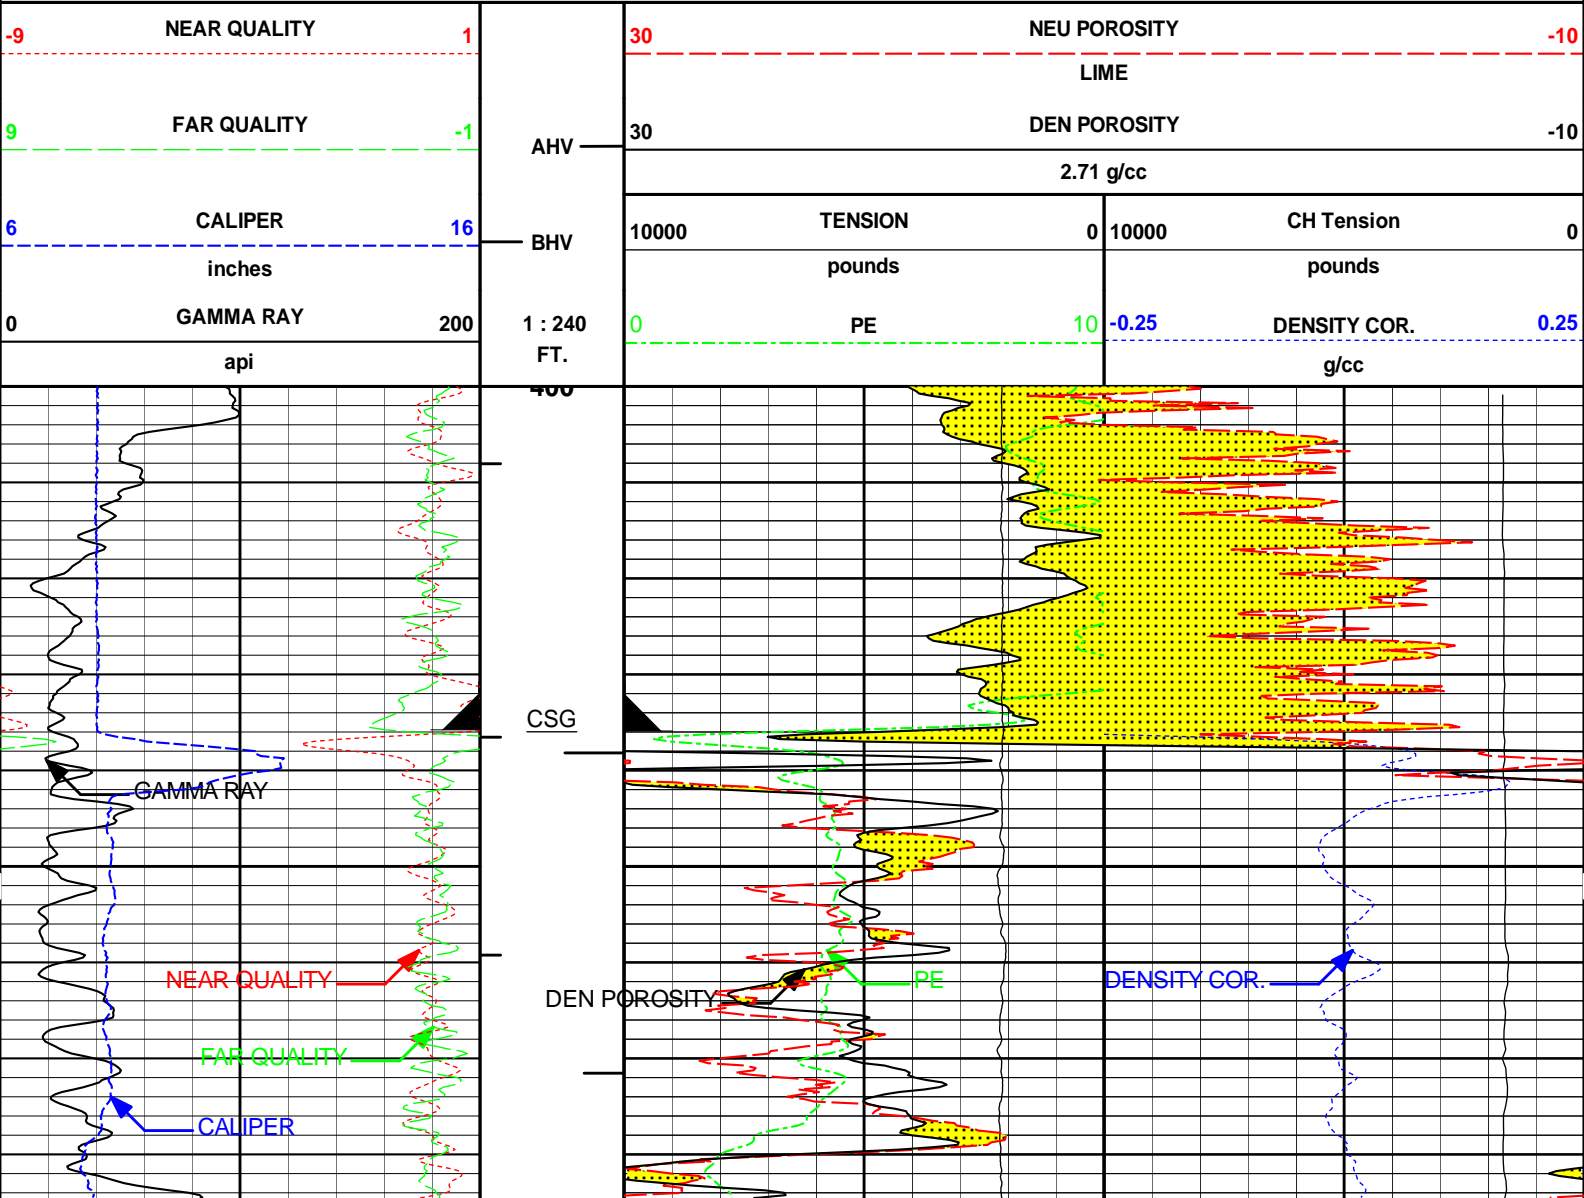 NEAR QUALITY
-9 1
FAR QUALITY
9 -1
CALIPER
6 16
inches
GAMMA RAY
0 200
api
AHV
BHV
1 : 240
FT.
NEU POROSITY
30 -10
LIME
DEN POROSITY
30 -10
2.71 g/cc
TENSION
10000 0
pounds
CH Tension
10000 0
pounds
PE
0 10
DENSITY COR.
-0.25 0.25
g/cc
400
CSG
GAMMA RAY
NEAR QUALITY
DEN POROSITY
PE
DENSITY COR.
FAR QUALITY
CALIPER